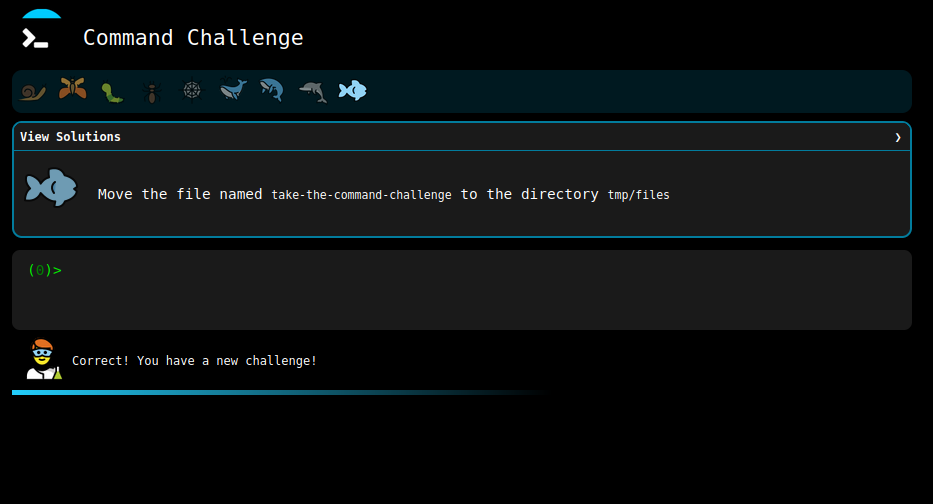 Command Challenge
View Solutions ❯
Move the file named take-the-command-challenge to the directory tmp/files
(0)>
Correct! You have a new challenge!